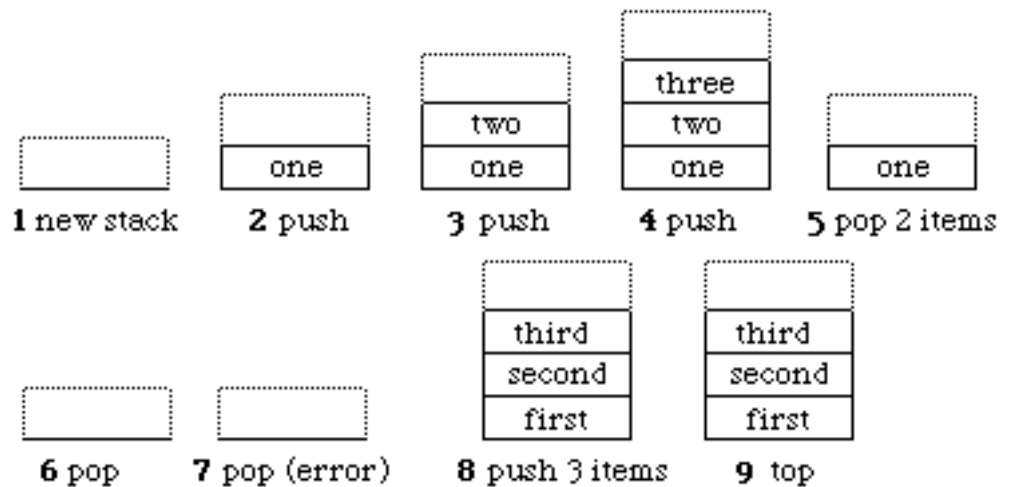 three
two two
one one one one
1 new stack 2 push 3 push 4 push 5 pop 2 items
third third
second second
first first
6 pop 7 pop (error) 8 push 3 items 9 top